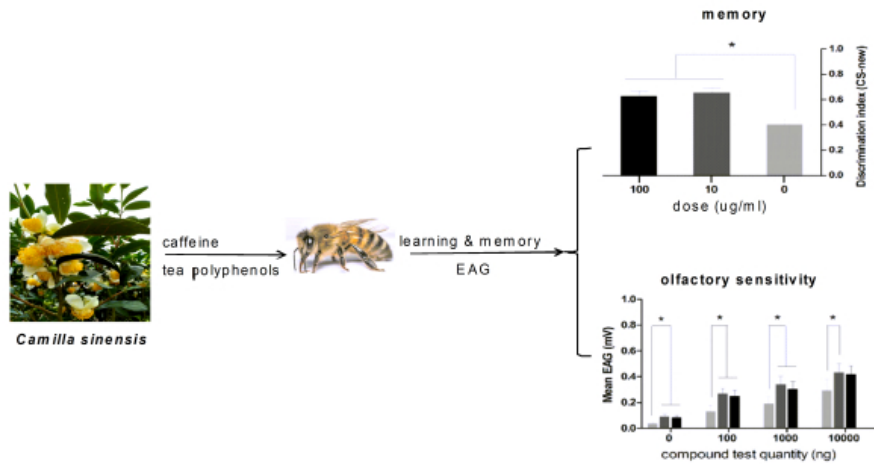 memory
*
1.0
0.8
0.6
0.4
0.2
0.0
Discrimination index (CS-new)
100 10 0
dose (ug/ml)
Camilla sinensis
caffeine
tea polyphenols
learning & memory
EAG
olfactory sensitivity
1.0
0.8
0.6
0.4
0.2
0.0
Mean EAG (mV)
* * * *
0 100 1000 10000
compound test quantity (ng)